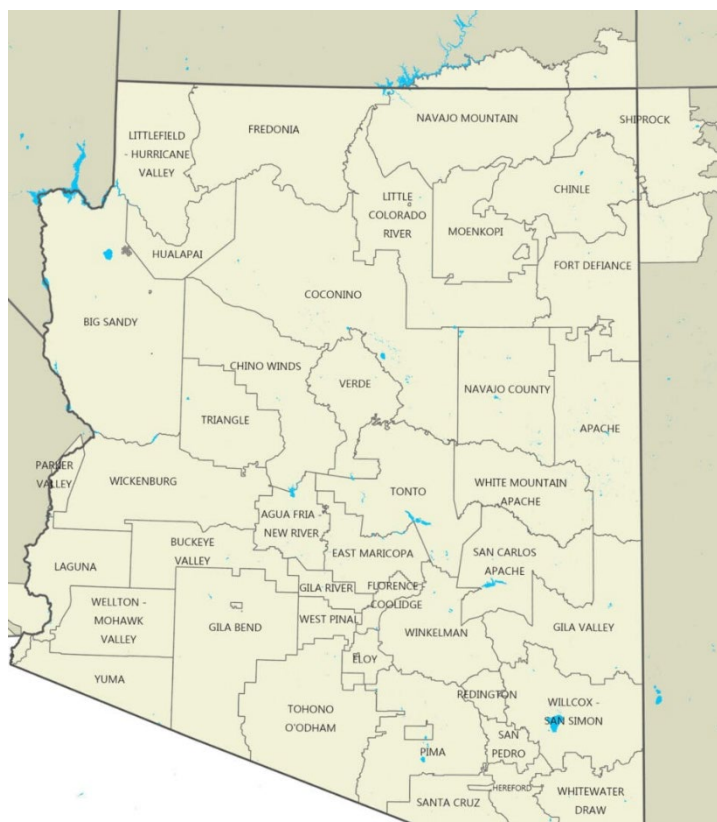 NAVAJO MOUNTAIN
SHIPROCK
FREDONIA
LITTLEFIELD
- HURRICANE
VALLEY
CHINLE
LITTLE
COLORADO
RIVER
MOENKOPI
HUALAPAI
FORT DEFIANCE
COCONINO
BIG SANDY
CHINO WINDS
VERDE
NAVAJO COUNTY
TRIANGLE
APACHE
PARKER
VALLEY
WICKENBURG
TONTO
WHITE MOUNTAIN
APACHE
AGUA FRIA -
NEW RIVER
BUCKEYE
VALLEY
EAST MARICOPA
SAN CARLOS
APACHE
LAGUNA
GILA RIVER
FLORENCE -
COOLIDGE
WELLTON -
MOHAWK
VALLEY
GILA BEND
WEST PINAL
WINKELMAN
GILA VALLEY
ELOY
YUMA
REDINGTON
WILLCOX -
SAN SIMON
TOHONO
O'ODHAM
SAN
PEDRO
PIMA
HEREFORD
WHITEWATER
DRAW
SANTA CRUZ